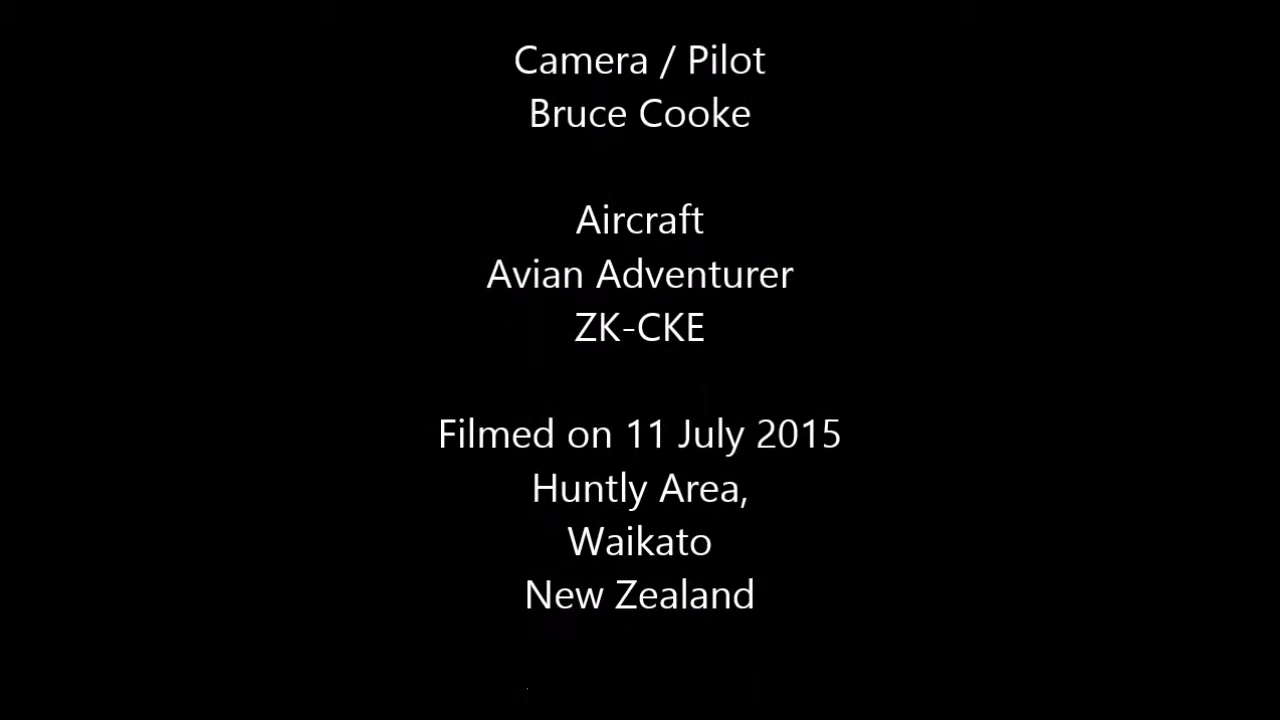 Camera / Pilot
Bruce Cooke
Aircraft
Avian Adventurer
ZK-CKE
Filmed on 11 July 2015
Huntly Area,
Waikato
New Zealand